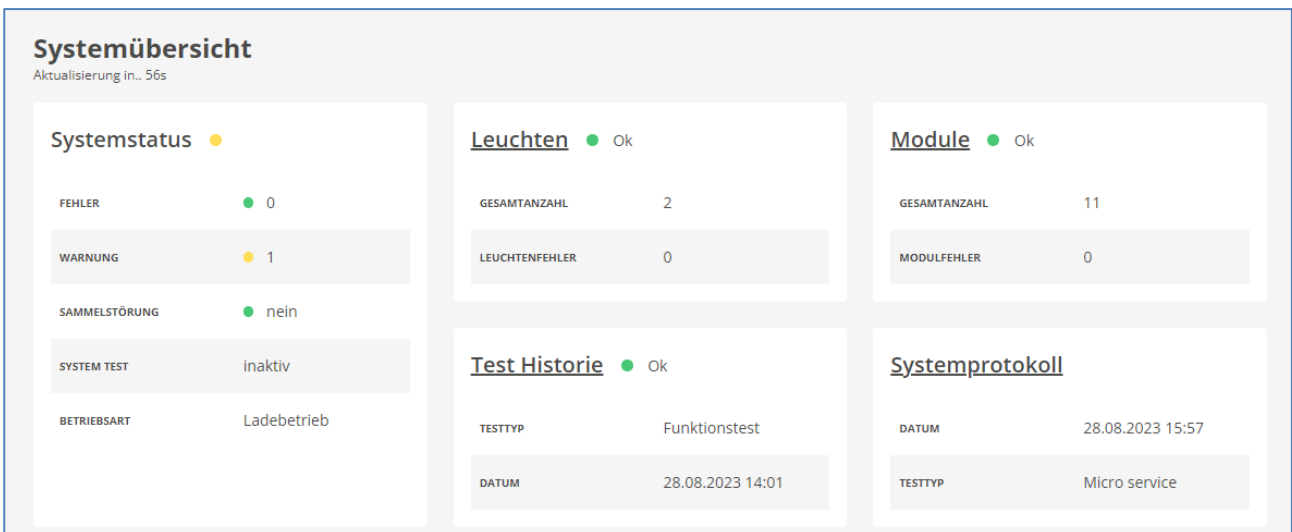 Systemübersicht
Aktualisierung in.. 56s
Systemstatus
FEHLER 0
WARNUNG 1
SAMMELSTÖRUNG nein
SYSTEM TEST inaktiv
BETRIEBSART Ladebetrieb
Leuchten Ok
GESAMTANZAHL 2
LEUCHTENFEHLER 0
Module Ok
GESAMTANZAHL 11
MODULFEHLER 0
Test Historie Ok
TESTTYP Funktionstest
DATUM 28.08.2023 14:01
Systemprotokoll
DATUM 28.08.2023 15:57
TESTTYP Micro service